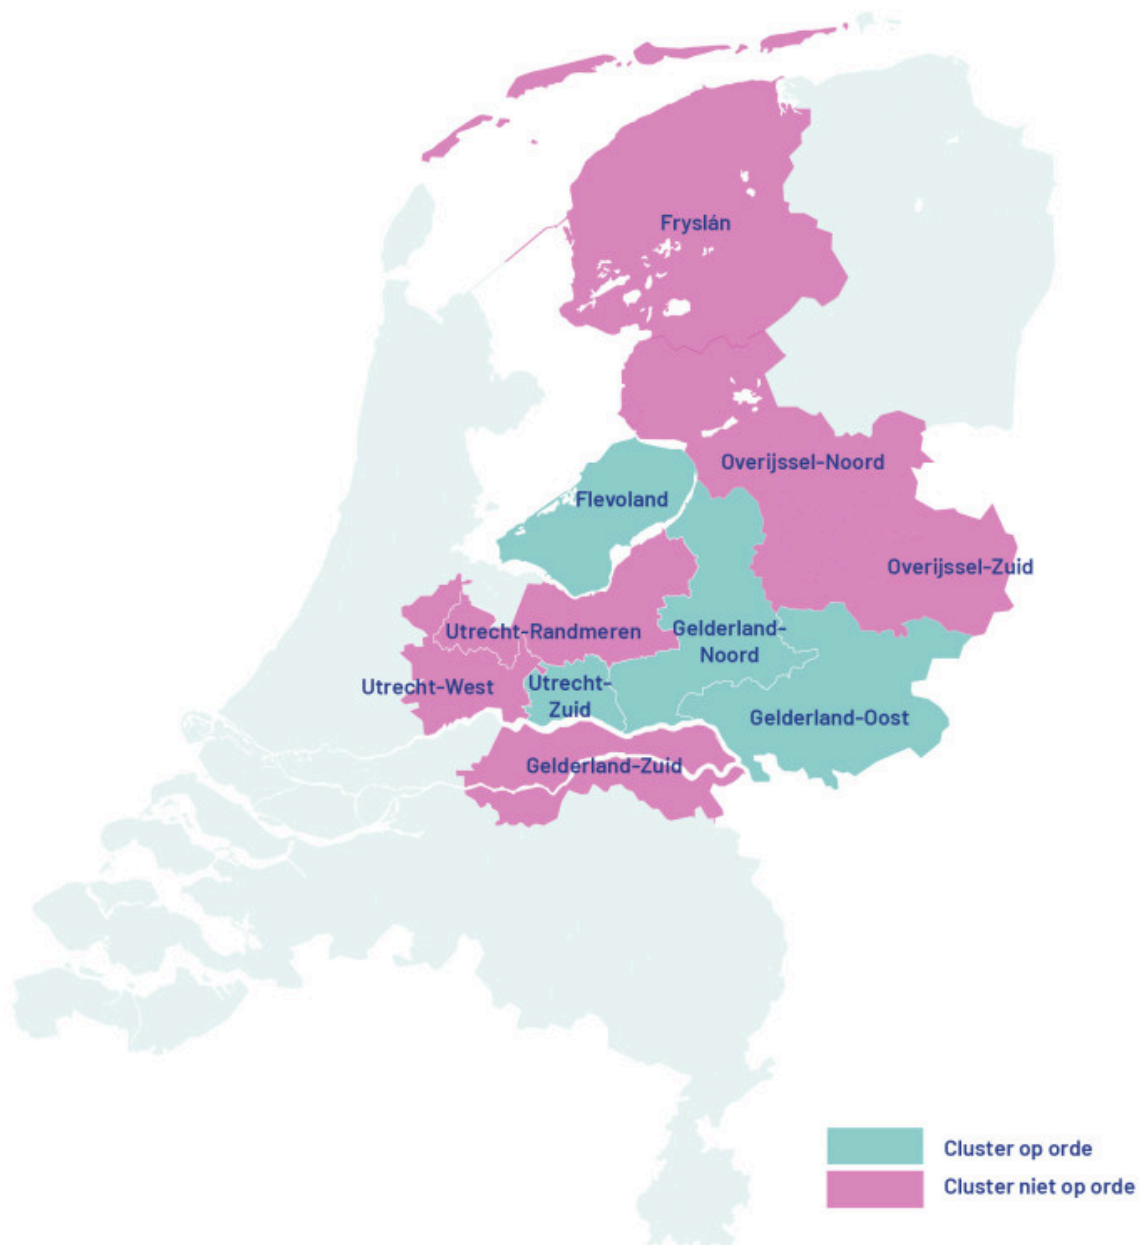 Fryslán
Overijssel-Noord
Flevoland
Overijssel-Zuid
Utrecht-Randmeren
Gelderland-
Noord
Utrecht-West
Utrecht-
Zuid
Gelderland-Oost
Gelderland-Zuid
Cluster op orde
Cluster niet op orde